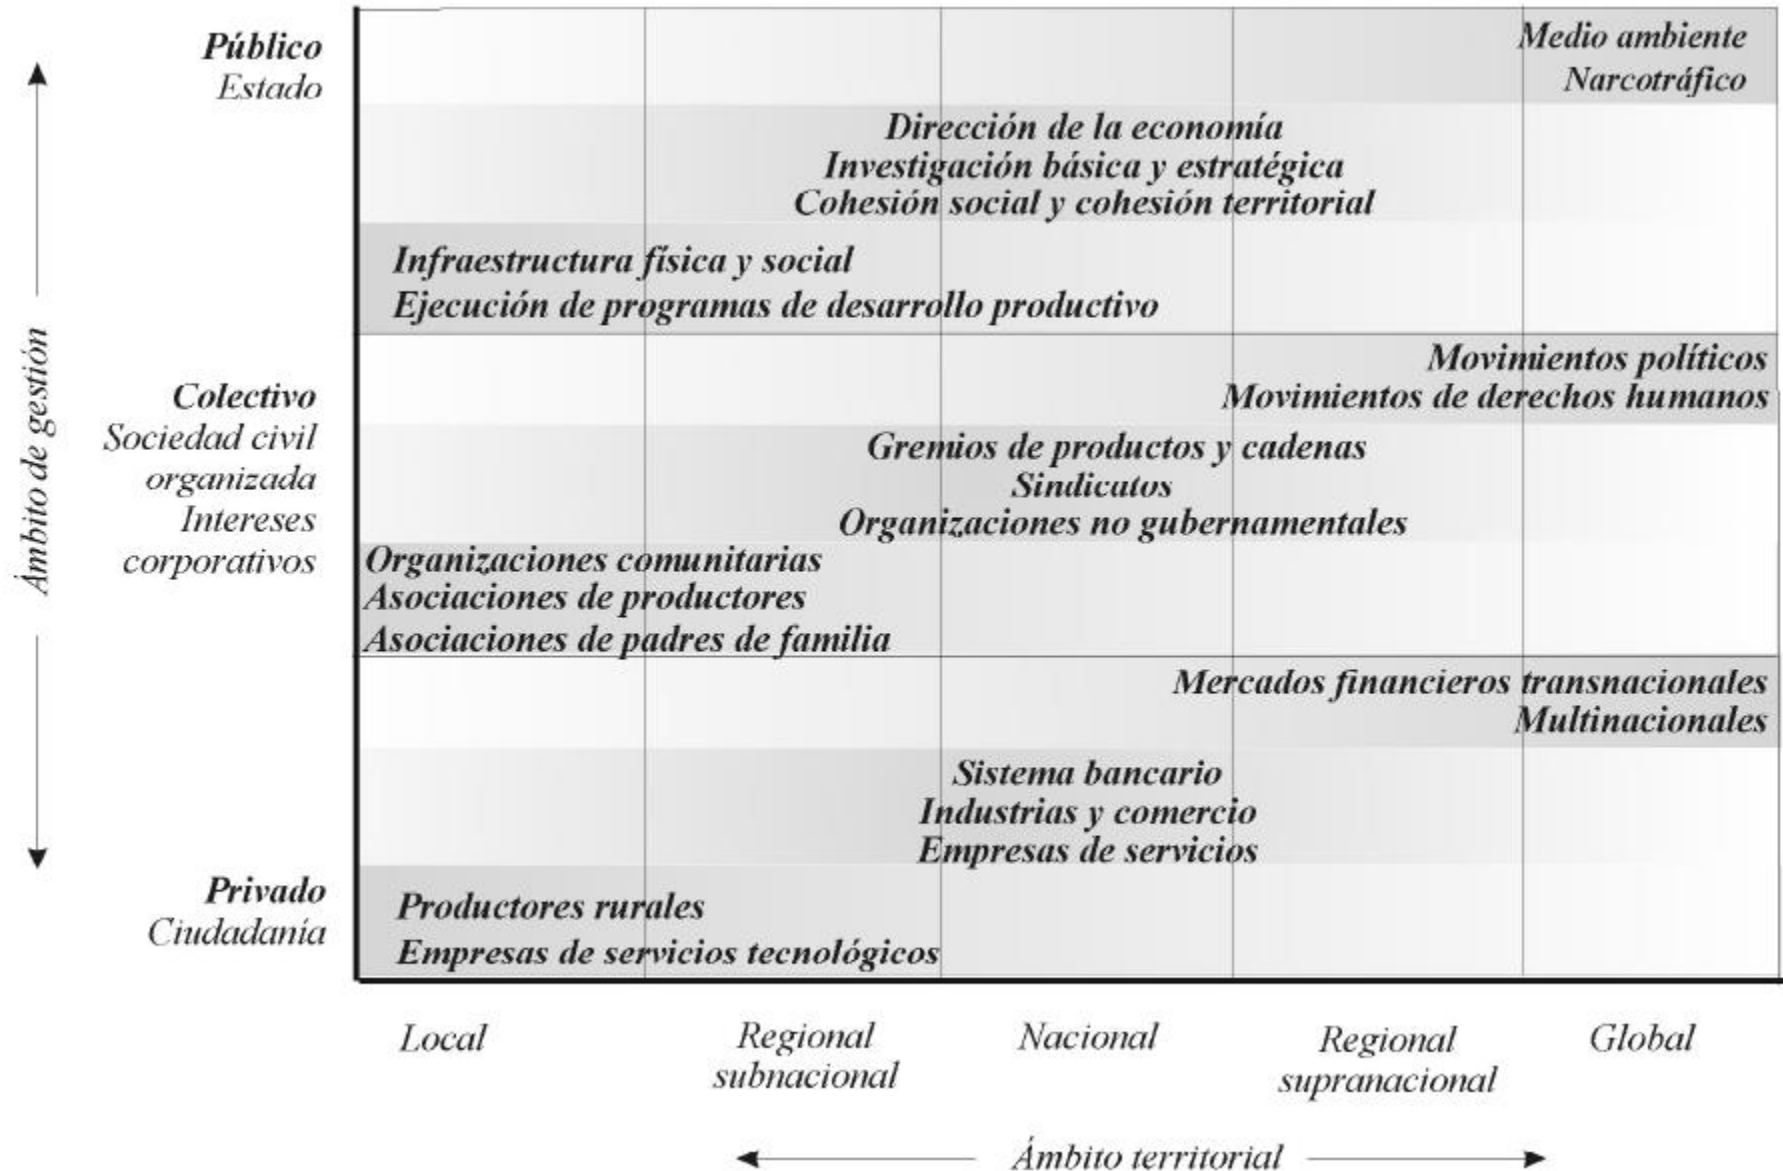 Público
Estado
Medio ambiente
Narcotráfico
Dirección de la economía
Investigación básica y estratégica
Cohesión social y cohesión territorial
Infraestructura física y social
Ejecución de programas de desarrollo productivo
Ámbito de gestión
Colectivo
Sociedad civil
organizada
Intereses
corporativos
Movimientos políticos
Movimientos de derechos humanos
Gremios de productos y cadenas
Sindicatos
Organizaciones no gubernamentales
Organizaciones comunitarias
Asociaciones de productores
Asociaciones de padres de familia
Mercados financieros transnacionales
Multinacionales
Sistema bancario
Industrias y comercio
Empresas de servicios
Privado
Ciudadanía
Productores rurales
Empresas de servicios tecnológicos
Local
Regional
subnacional
Nacional
Regional
supranacional
Global
Ámbito territorial